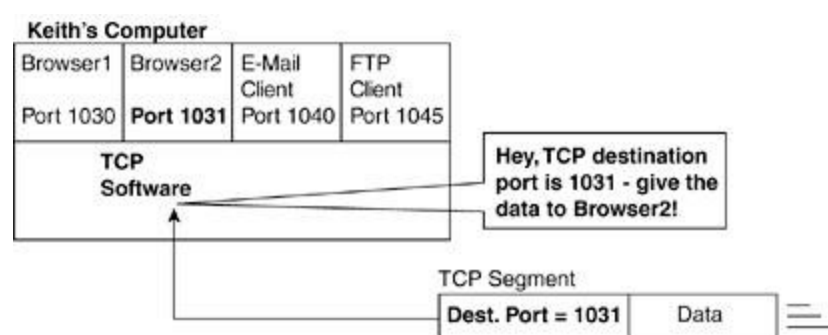 Keith's Computer
Browser1
Port 1030
Browser2
Port 1031
E-Mail
Client
Port 1040
FTP
Client
Port 1045
TCP
Software
Hey, TCP destination
port is 1031 - give the
data to Browser2!
TCP Segment
Dest. Port = 1031
Data